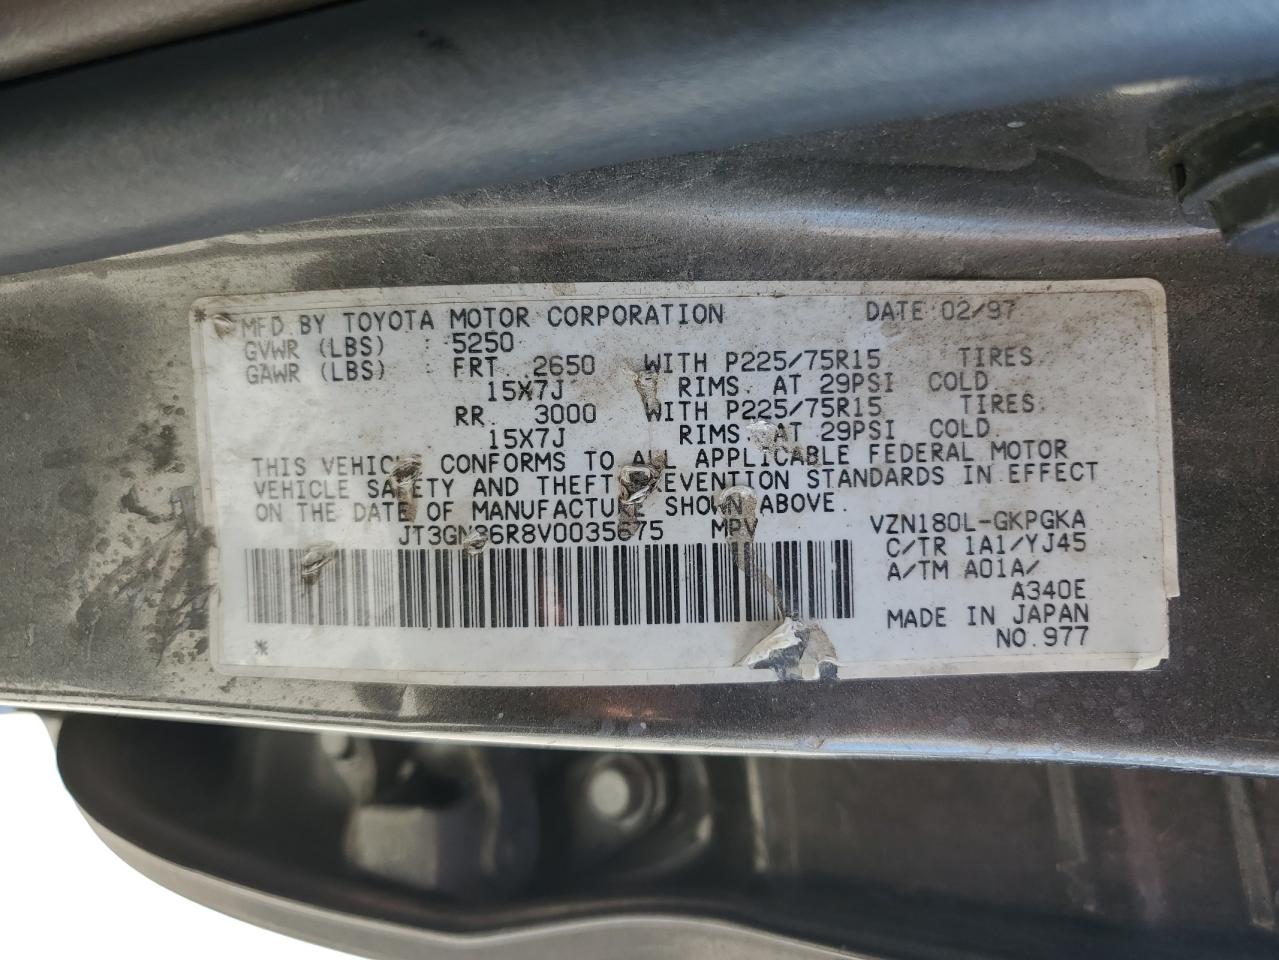 * MFD. BY TOYOTA MOTOR CORPORATION DATE 02/97
GVWR (LBS) : 5250
GAWR (LBS) : FRT. 2650 WITH P225/75R15 TIRES
15X7J RIMS. AT 29PSI COLD
RR. 3000 WITH P225/75R15 TIRES.
15X7J RIMS. AT 29PSI COLD.
THIS VEHICLE CONFORMS TO ALL APPLICABLE FEDERAL MOTOR
VEHICLE SAFETY AND THEFT PREVENTION STANDARDS IN EFFECT
ON THE DATE OF MANUFACTURE SHOWN ABOVE.
MPV VZN180L-GKPGKA
C/TR 1A1/YJ45
A/TM A01A/
A340E
MADE IN JAPAN
* NO. 977